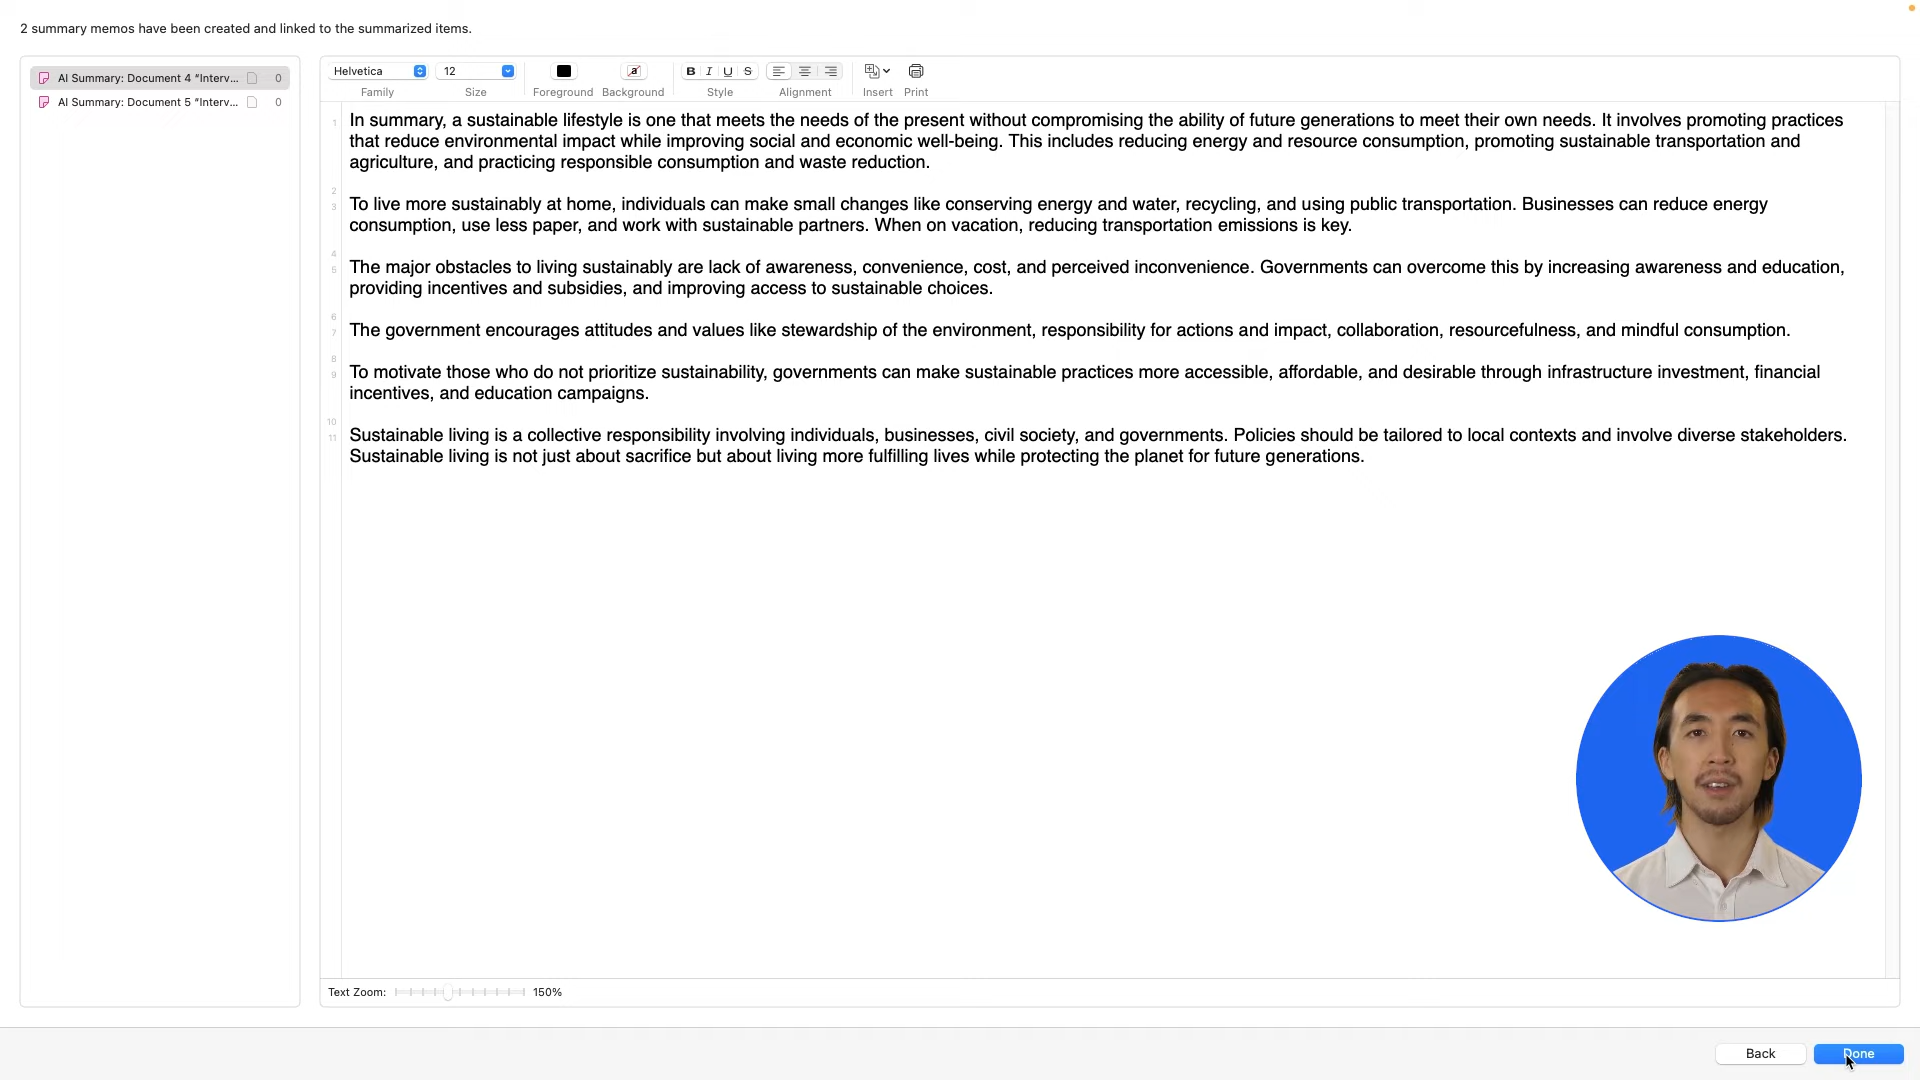 2 summary memos have been created and linked to the summarized items.
AI Summary: Document 4 “Interv... 0
AI Summary: Document 5 “Interv... 0
Helvetica 12 a B I U S
Family Size Foreground Background Style Alignment Insert Print
1 In summary, a sustainable lifestyle is one that meets the needs of the present without compromising the ability of future generations to meet their own needs. It involves promoting practices
that reduce environmental impact while improving social and economic well-being. This includes reducing energy and resource consumption, promoting sustainable transportation and
agriculture, and practicing responsible consumption and waste reduction.
2
3 To live more sustainably at home, individuals can make small changes like conserving energy and water, recycling, and using public transportation. Businesses can reduce energy
consumption, use less paper, and work with sustainable partners. When on vacation, reducing transportation emissions is key.
4
5 The major obstacles to living sustainably are lack of awareness, convenience, cost, and perceived inconvenience. Governments can overcome this by increasing awareness and education,
providing incentives and subsidies, and improving access to sustainable choices.
6
7 The government encourages attitudes and values like stewardship of the environment, responsibility for actions and impact, collaboration, resourcefulness, and mindful consumption.
8
9 To motivate those who do not prioritize sustainability, governments can make sustainable practices more accessible, affordable, and desirable through infrastructure investment, financial
incentives, and education campaigns.
10
11 Sustainable living is a collective responsibility involving individuals, businesses, civil society, and governments. Policies should be tailored to local contexts and involve diverse stakeholders.
Sustainable living is not just about sacrifice but about living more fulfilling lives while protecting the planet for future generations.
Text Zoom: 150%
Back Done